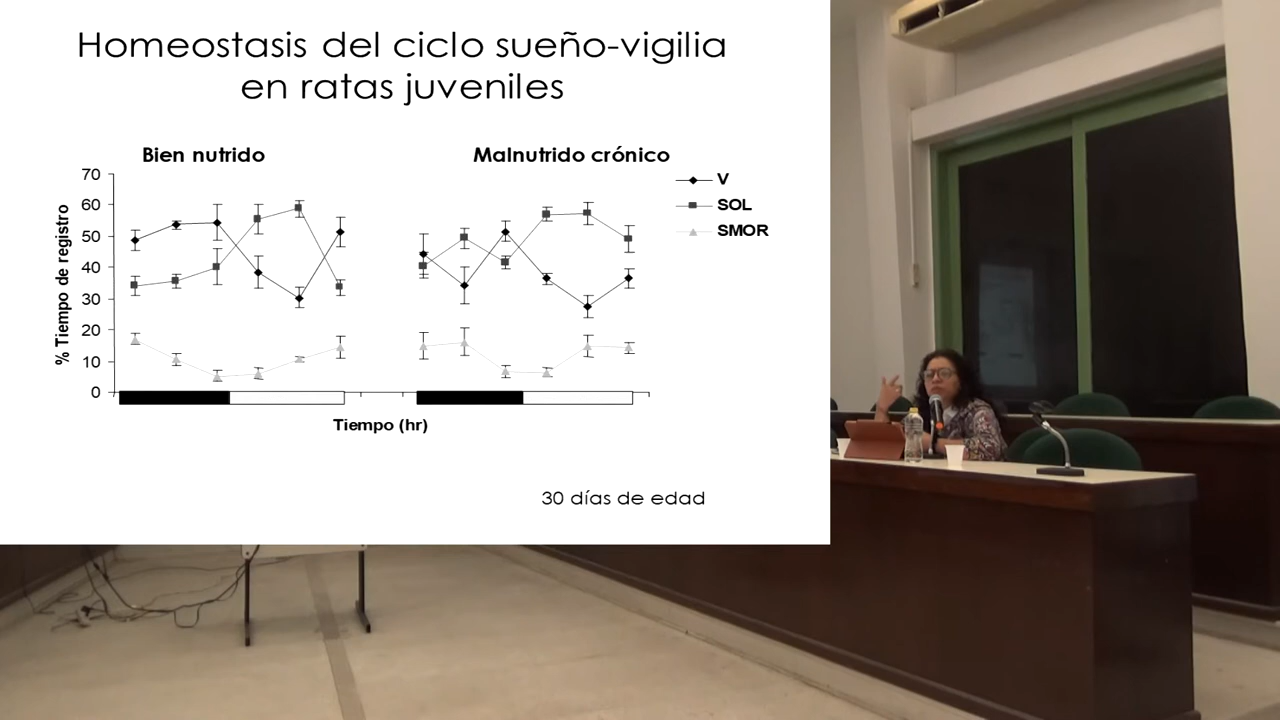 Homeostasis del ciclo sueño-vigilia
en ratas juveniles
Bien nutrido
Malnutrido crónico
V
SOL
SMOR
% Tiempo de registro
70
60
50
40
30
20
10
0
Tiempo (hr)
30 días de edad